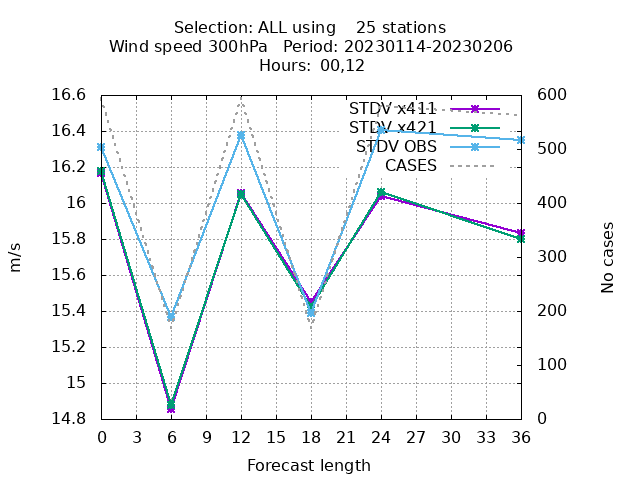 Selection: ALL using    25 stations
Wind speed 300hPa   Period: 20230114-20230206
Hours: 00,12
STDV x411
STDV x421
STDV OBS
CASES
16.6
16.4
16.2
16
15.8
15.6
15.4
15.2
15
14.8
m/s
600
500
400
300
200
100
0
No cases
0 3 6 9 12 15 18 21 24 27 30 33 36
Forecast length